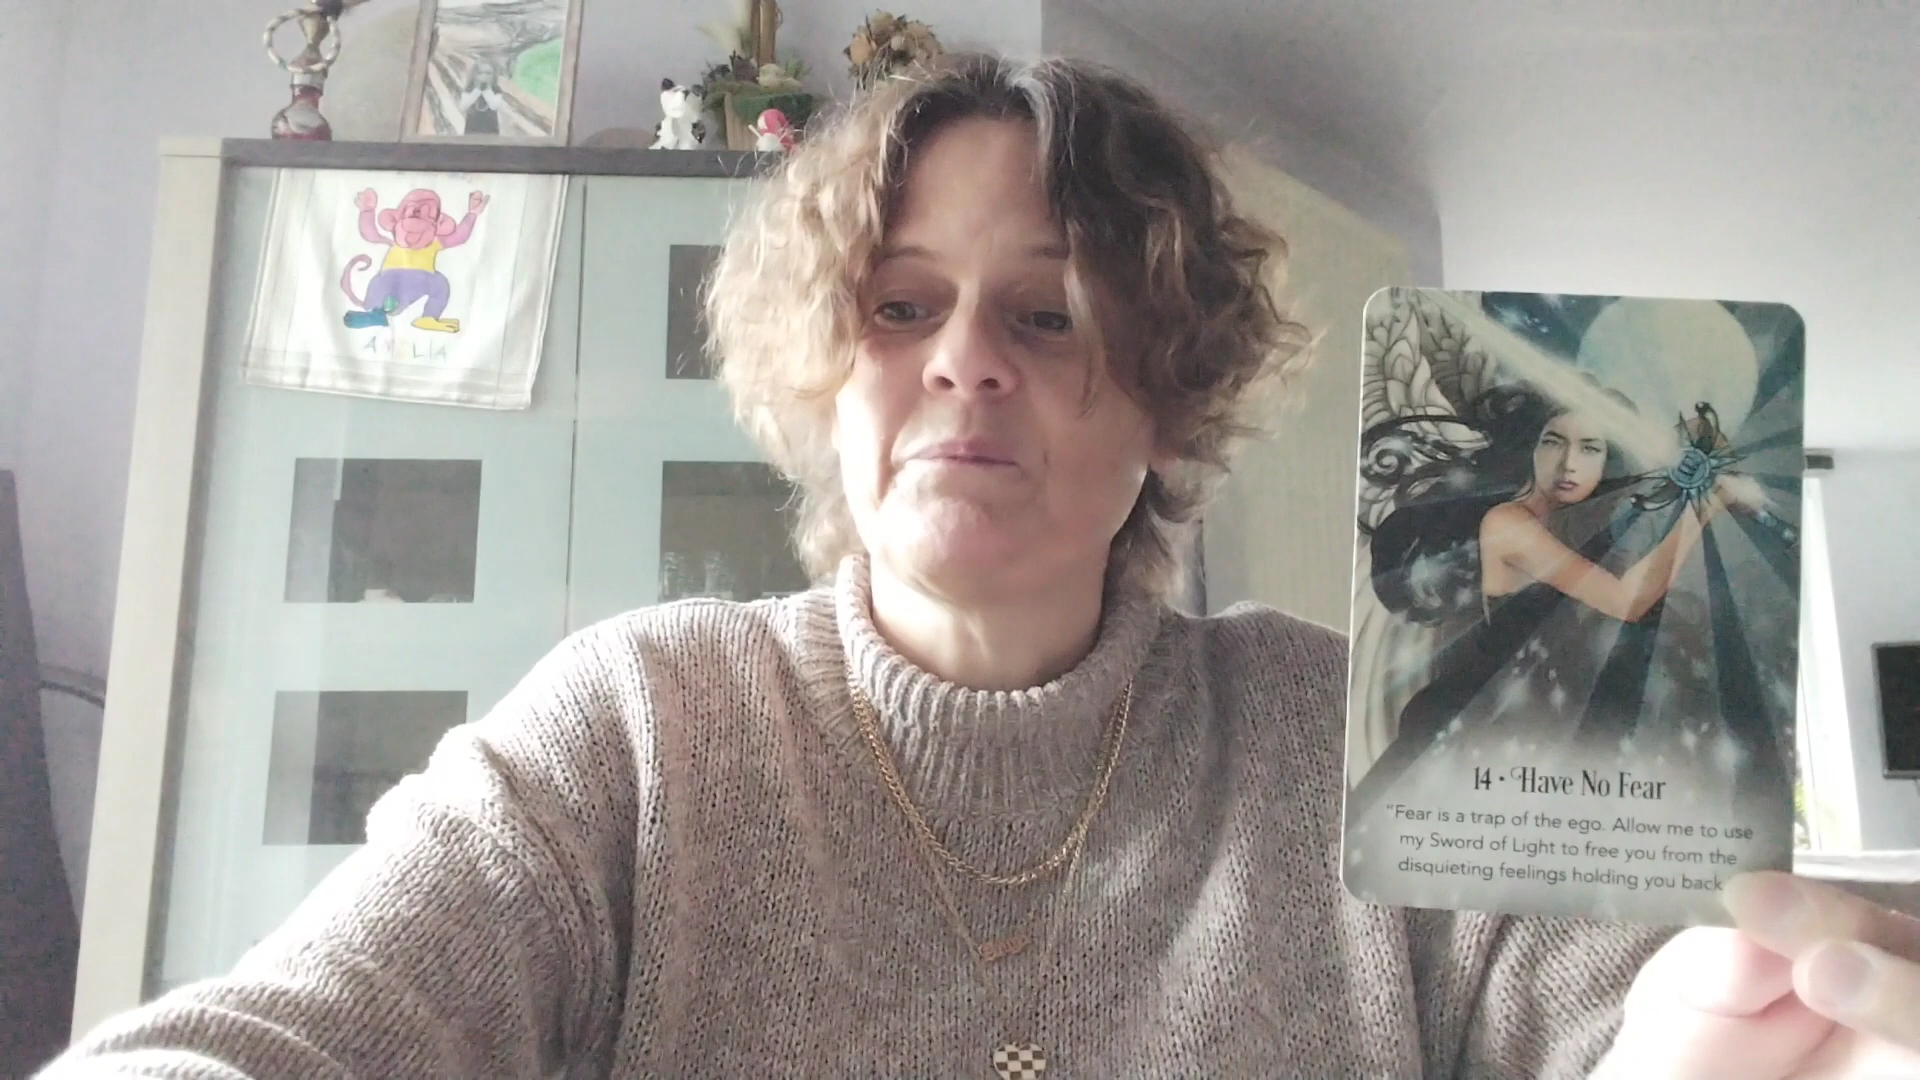 AMELIA
14 • Have No Fear
"Fear is a trap of the ego. Allow me to use
my Sword of Light to free you from the
disquieting feelings holding you back